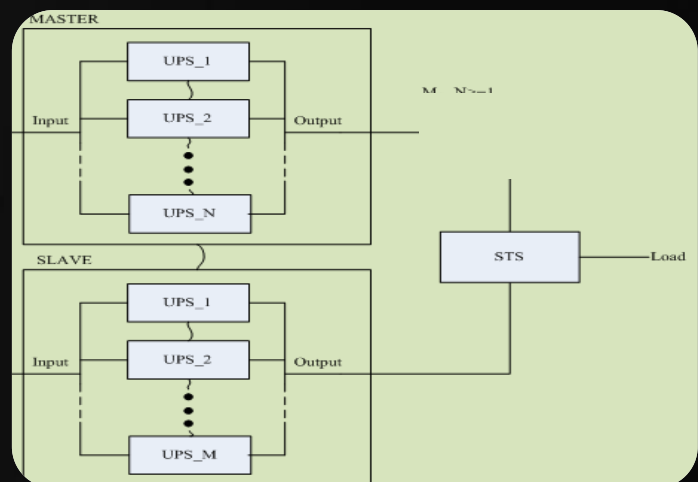 MASTER
UPS_1
Input
UPS_2
Output
UPS_N
STS
Load
SLAVE
UPS_1
Input
UPS_2
Output
UPS_M